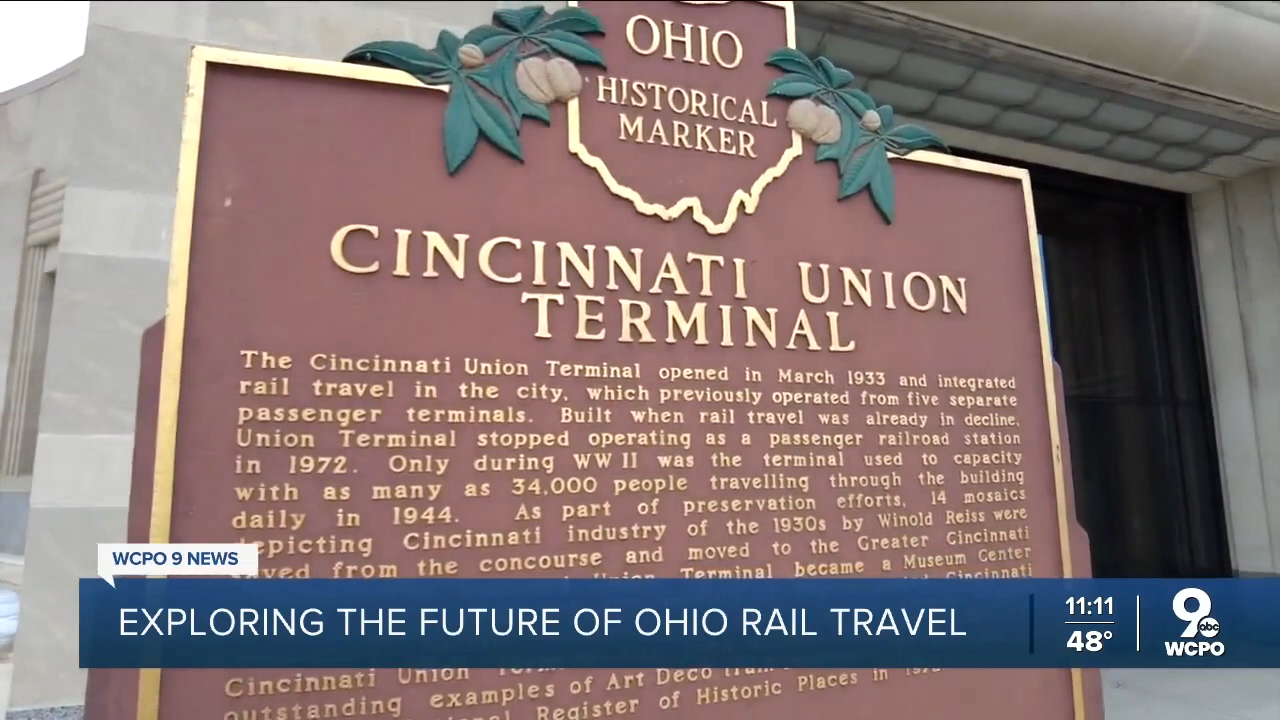 OHIO
HISTORICAL
MARKER
CINCINNATI UNION
TERMINAL
The Cincinnati Union Terminal opened in March 1933 and integrated
rail travel in the city, which previously operated from five separate
passenger terminals. Built when rail travel was already in decline,
Union Terminal stopped operating as a passenger railroad station
in 1972. Only during WW II was the terminal used to capacity
with as many as 34,000 people travelling through the building
daily in 1944. As part of preservation efforts, 14 mosaics
depicting Cincinnati industry of the 1930s by Winold Reiss were
from the concourse and moved to the Greater Cincinnati
Union Terminal became a Museum Center
Cincinnati
WCPO 9 NEWS
EXPLORING THE FUTURE OF OHIO RAIL TRAVEL
11:11
48°
9
abc
WCPO
Cincinnati Union
outstanding examples of Art Deco
Register of Historic Places in